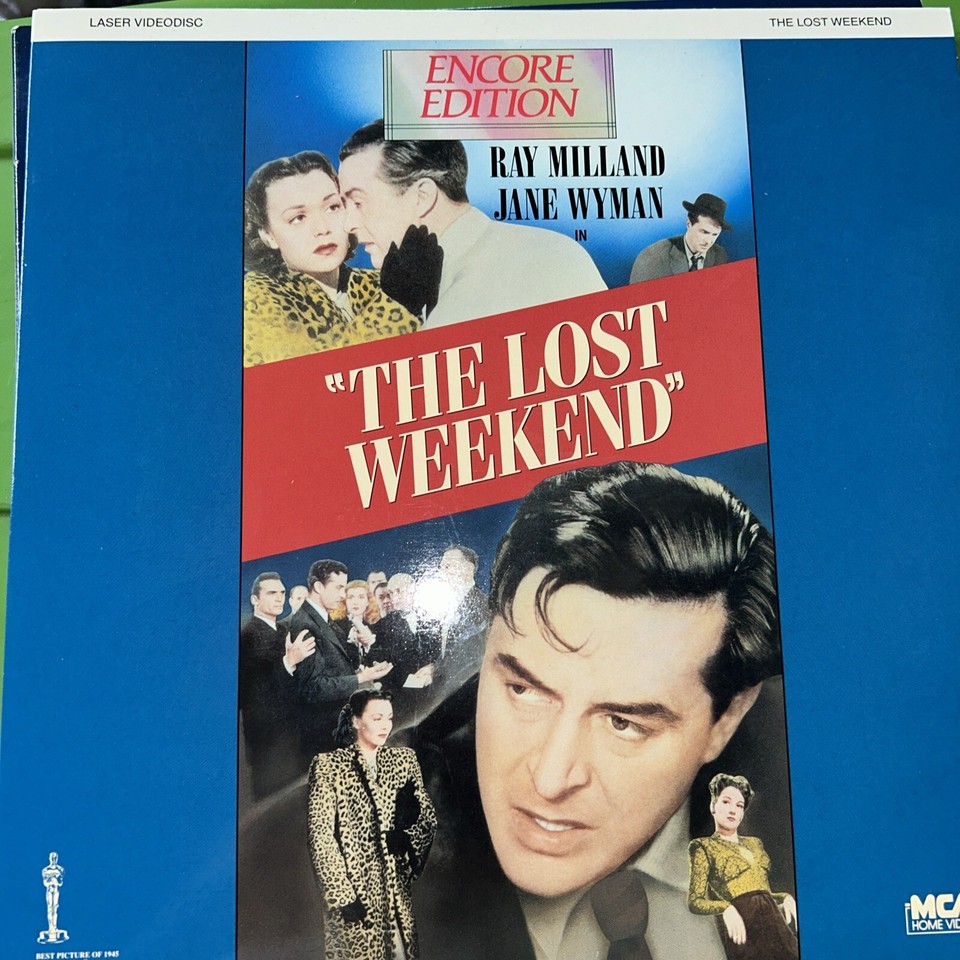 LASER VIDEODISC
THE LOST WEEKEND
ENCORE
EDITION
RAY MILLAND
JANE WYMAN
IN
“THE LOST
WEEKEND”
BEST PICTURE OF 1945
MCA
HOME VID